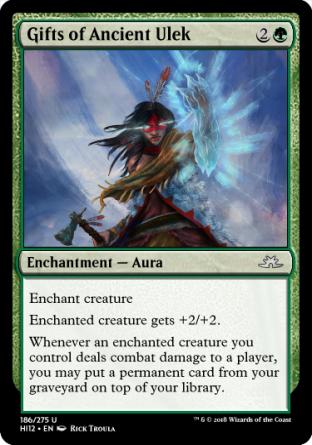 Gifts of Ancient Ulek 2
Enchantment — Aura
Enchant creature
Enchanted creature gets +2/+2.
Whenever an enchanted creature you
control deals combat damage to a player,
you may put a permanent card from your
graveyard on top of your library.
186/275 U
HI12 • EN RICK TROULA
™ & © 2018 Wizards of the Coast